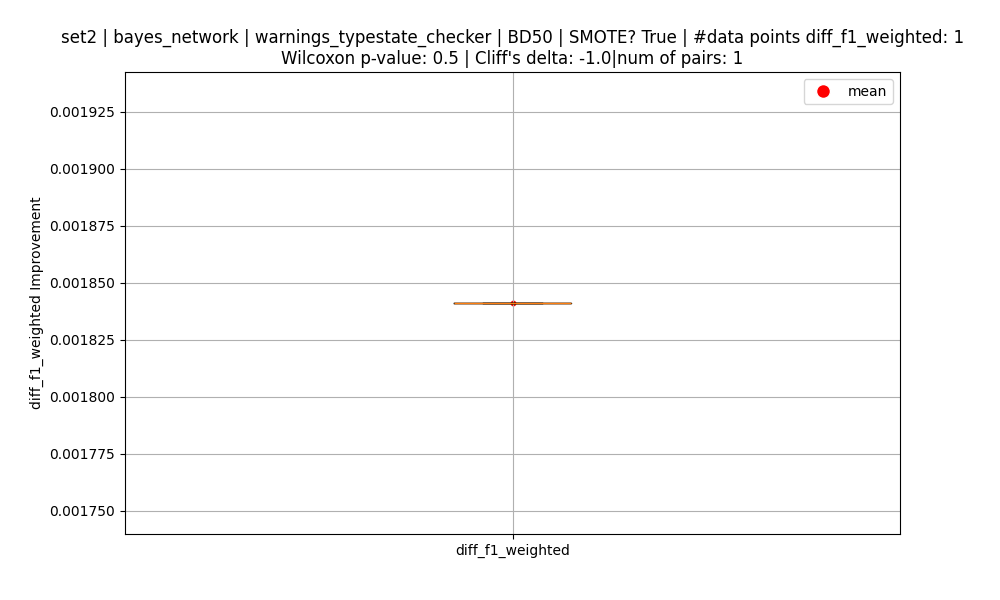 set2 | bayes_network | warnings_typestate_checker | BD50 | SMOTE? True | #data points diff_f1_weighted: 1
Wilcoxon p-value: 0.5 | Cliff's delta: -1.0|num of pairs: 1
mean
0.001925
0.001900
0.001875
0.001850
0.001825
0.001800
0.001775
0.001750
diff_f1_weighted Improvement
diff_f1_weighted